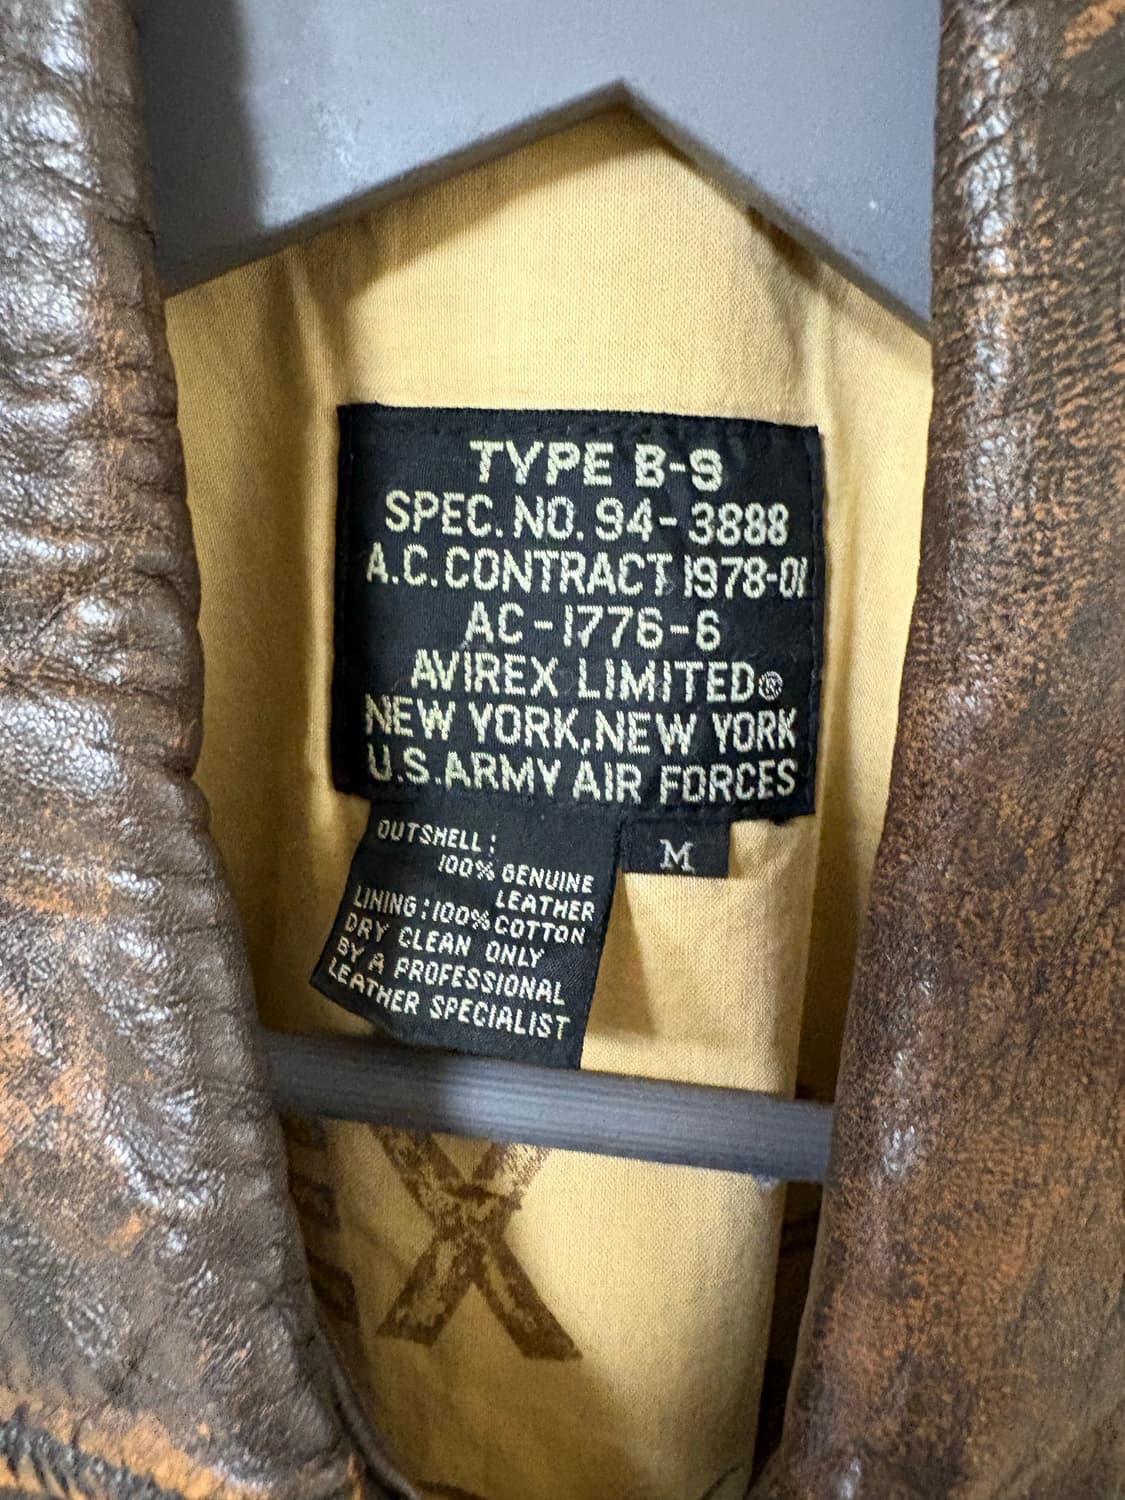 TYPE B-9
SPEC. NO. 94-3888
A.C. CONTRACT 1978-01
AC-1776-6
AVIREX LIMITED®
NEW YORK, NEW YORK
U.S. ARMY AIR FORCES
M
OUTSHELL:
100% GENUINE
LEATHER
LINING: 100% COTTON
DRY CLEAN ONLY
BY A PROFESSIONAL
LEATHER SPECIALIST
X